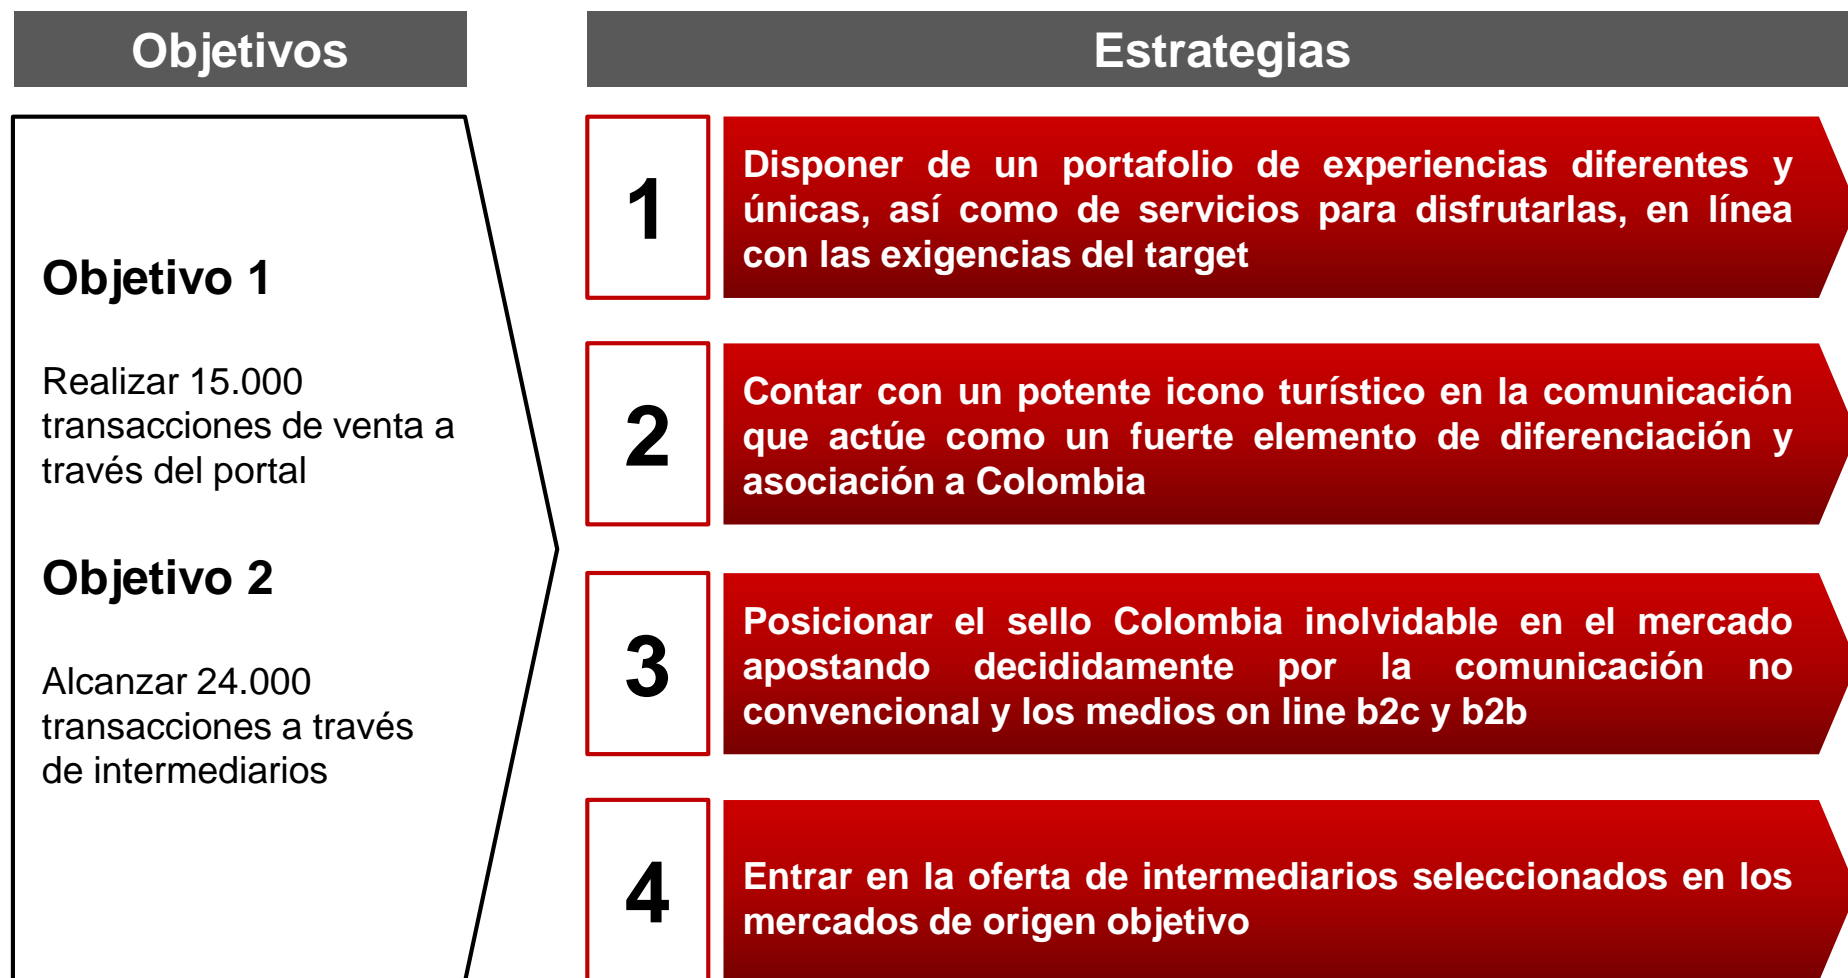 Objetivos
Objetivo 1
Realizar 15.000
transacciones de venta a
través del portal
Objetivo 2
Alcanzar 24.000
transacciones a través
de intermediarios
Estrategias
1
Disponer de un portafolio de experiencias diferentes y
únicas, así como de servicios para disfrutarlas, en línea
con las exigencias del target
2
Contar con un potente icono turístico en la comunicación
que actúe como un fuerte elemento de diferenciación y
asociación a Colombia
3
Posicionar el sello Colombia inolvidable en el mercado
apostando decididamente por la comunicación no
convencional y los medios on line b2c y b2b
4
Entrar en la oferta de intermediarios seleccionados en los
mercados de origen objetivo